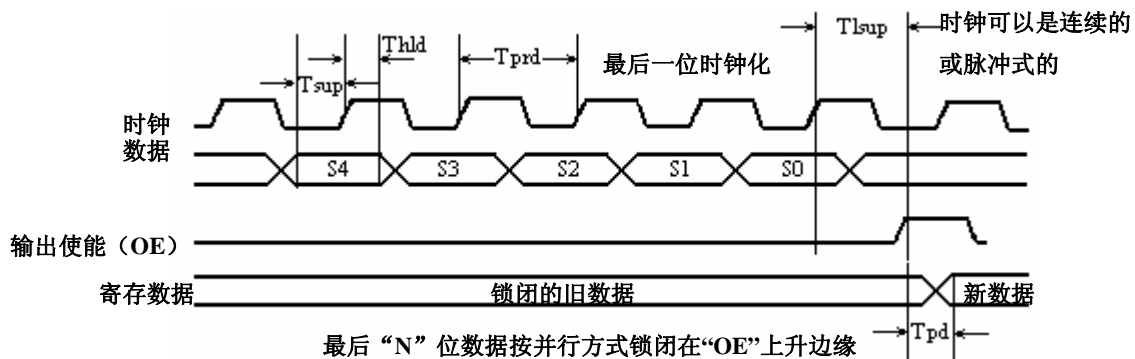 Tlsup 时钟可以是连续的
Thld
Tprd 最后一位时钟化 或脉冲式的
Tsup
时钟
数据
S4 S3 S2 S1 S0
输出使能（OE）
寄存数据 锁闭的旧数据 新数据
最后“N”位数据按并行方式锁闭在“OE”上升边缘 Tpd